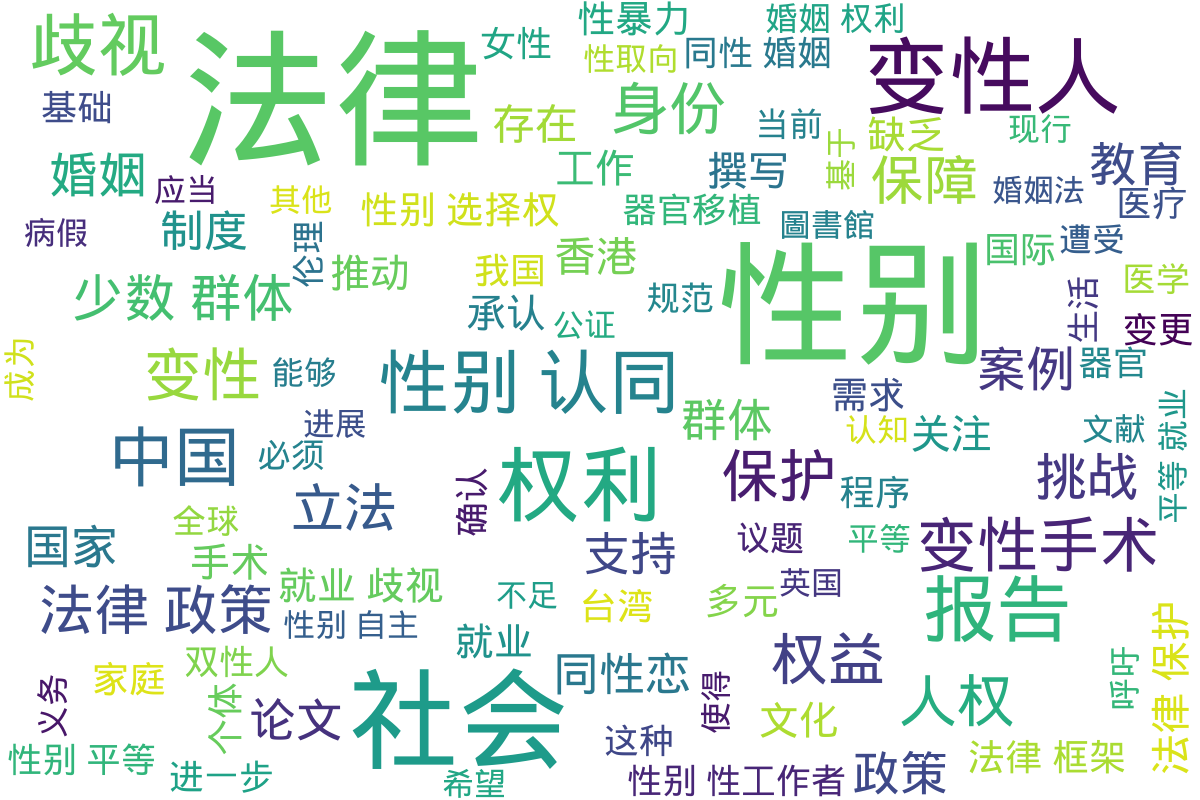 歧视
法律
女性
性暴力
婚姻 权利
性取向
同性 婚姻
变性人
基础
存在
身份
当前
缺乏
现行
婚姻
应当
工作
撰写
基于
保障
教育
婚姻法
医疗
病假
制度
其他
性别 选择权
器官移植
圖書館
遭受
伦理
推动
我国
香港
国际
性别
少数 群体
承认
公证
规范
生活
医学
变更
成为
变性
能够
性别 认同
案例
器官
需求
进展
群体
认知
关注
文献
平等 就业
中国
必须
立法
确认
权利
保护
程序
挑战
全球
国家
手术
支持
议题
平等
变性手术
法律 政策
就业 歧视
性别 自主
不足
台湾
多元
英国
报告
就业
双性人
家庭
同性恋
权益
人权
呼吁
法律 保护
义务
个体
论文
社会
使得
文化
这种
性别 平等
进一步
希望
性别 性工作者
政策
法律 框架